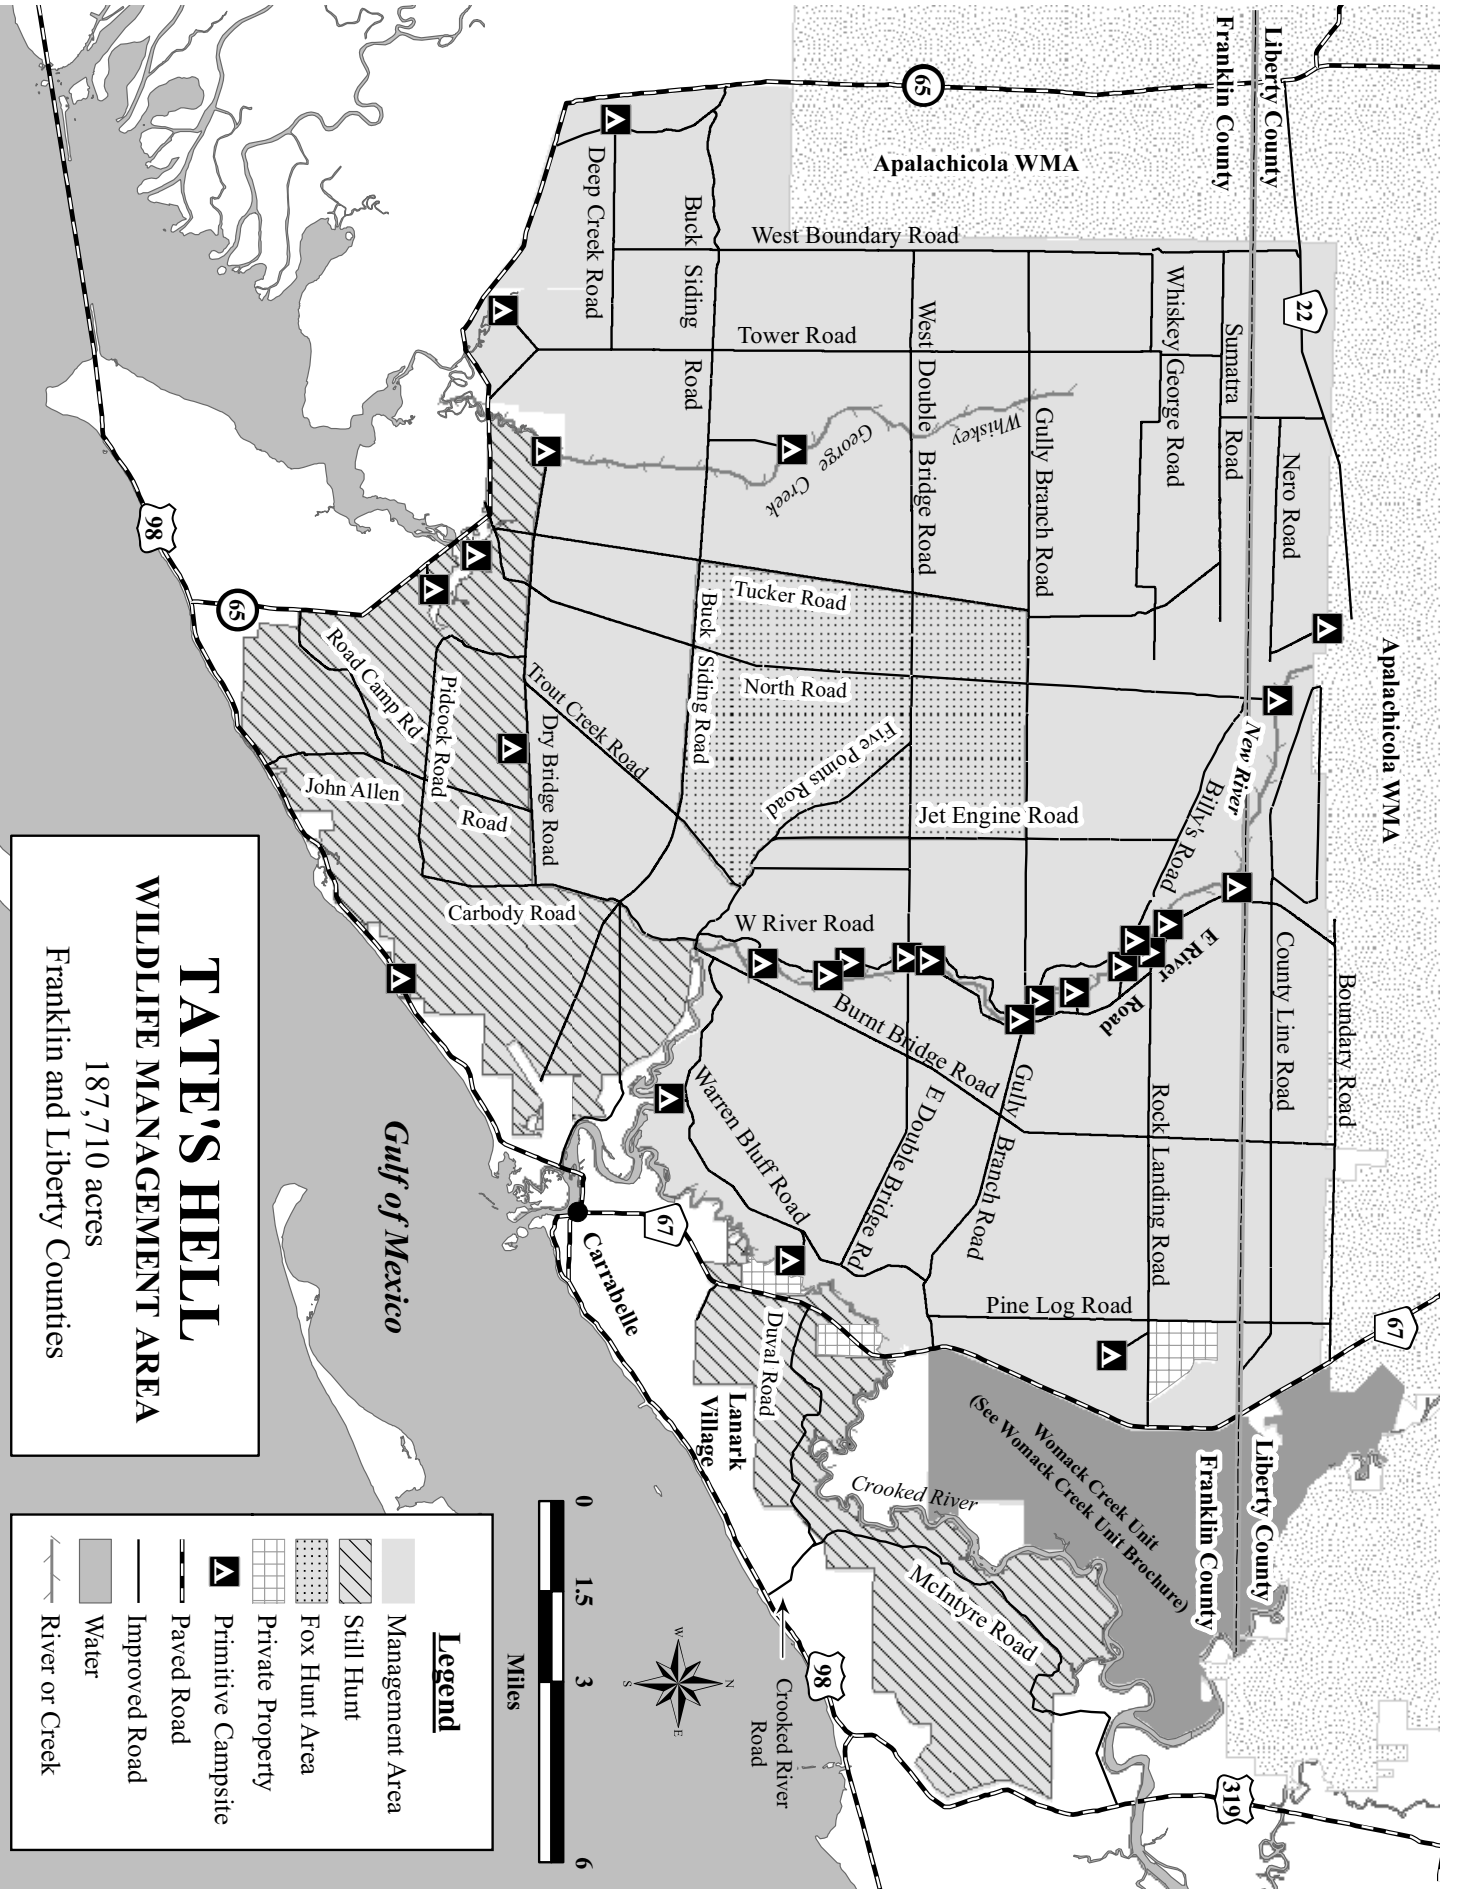 TATE'S HELL
WILDLIFE MANAGEMENT AREA
187,710 acres
Franklin and Liberty Counties
Legend
Management Area
Still Hunt
Fox Hunt Area
Private Property
Primitive Campsite
Paved Road
Improved Road
Water
River or Creek
0 1.5 3 6
Miles
N
E
S
W
Liberty County
Franklin County
65
Apalachicola WMA
22
West Boundary Road
Deep Creek Road
Buck Siding Road
Tower Road
West Double Bridge Road
Whiskey George Road
Sumatra Road
Nero Road
Gully Branch Road
Whiskey
George
Creek
Apalachicola WMA
98
65
Tucker Road
North Road
Buck Siding Road
Five Points Road
Jet Engine Road
Trout Creek Road
Dry Bridge Road
Road Camp Rd
Pidcock Road
John Allen
Road
Carbody Road
New River
Billy's Road
W River Road
E River
Road
County Line Road
Boundary Road
Burnt Bridge Road
Gully Branch Road
Rock Landing Road
E Double Bridge Rd
Warren Bluff Road
Pine Log Road
67
67
Carrabelle
Gulf of Mexico
Duval Road
Lanark
Village
Crooked River
Womack Creek Unit
(See Womack Creek Unit Brochure)
Liberty County
Franklin County
McIntyre Road
Crooked River
Road
98
319